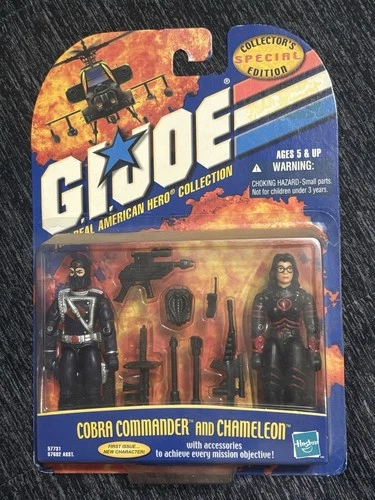 COLLECTOR'S
SPECIAL
EDITION
G.I.JOE®
REAL AMERICAN HERO® COLLECTION
AGES 5 & UP
⚠ WARNING:
CHOKING HAZARD-Small parts.
Not for children under 3 years.
COBRA COMMANDER™ AND CHAMELEON™
57731
57602 ASST.
FIRST ISSUE...
NEW CHARACTER!
with accessories
to achieve every mission objective!
Hasbro